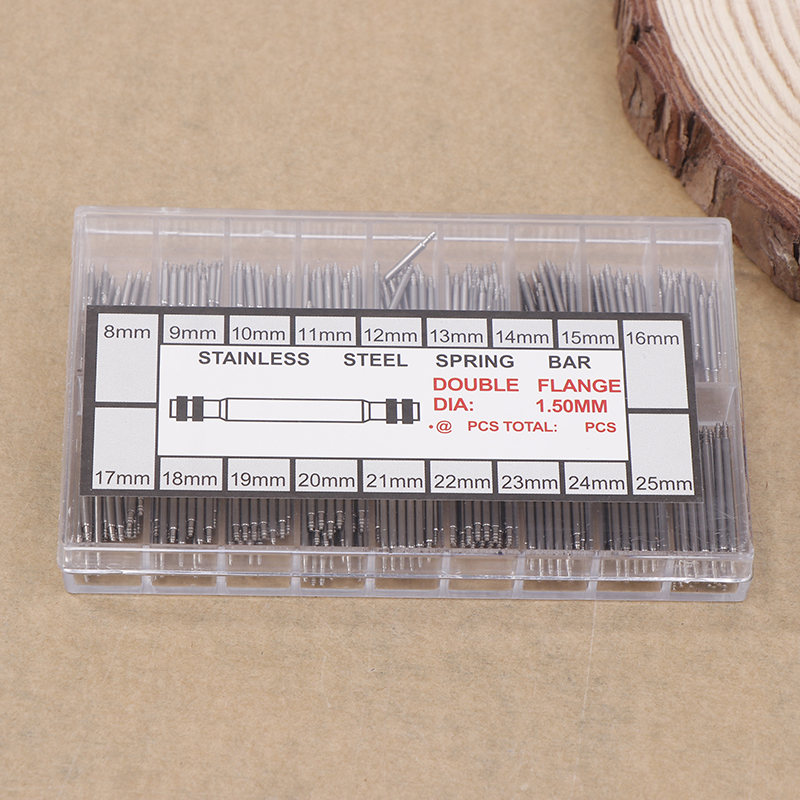 8mm 9mm 10mm 11mm 12mm 13mm 14mm 15mm 16mm
STAINLESS STEEL SPRING BAR
DOUBLE FLANGE
DIA: 1.50MM
•@ PCS TOTAL: PCS
17mm 18mm 19mm 20mm 21mm 22mm 23mm 24mm 25mm